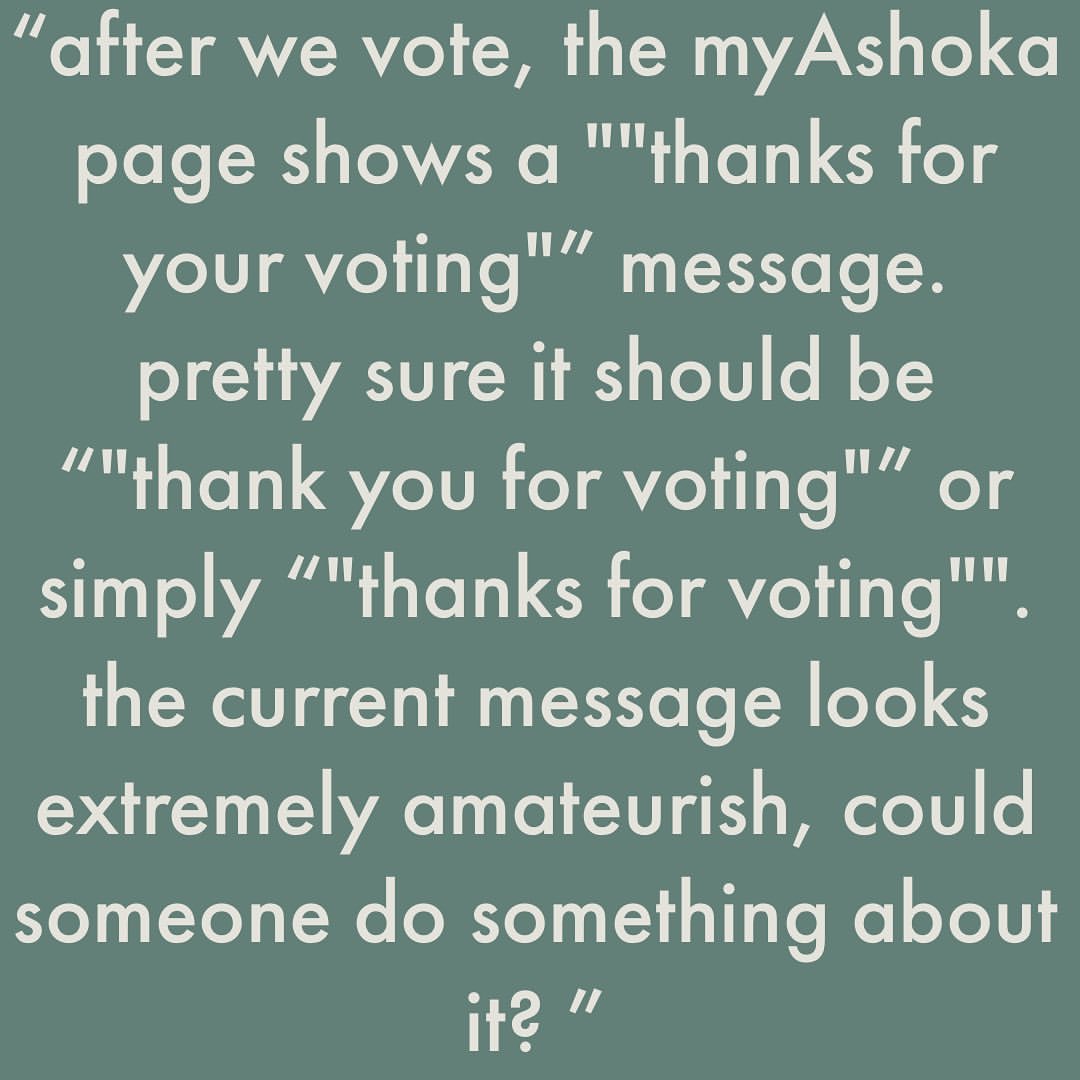 “after we vote, the myAshoka
page shows a ""thanks for
your voting"” message.
pretty sure it should be
“"thank you for voting"” or
simply “"thanks for voting"".
the current message looks
extremely amateurish, could
someone do something about
it? ”